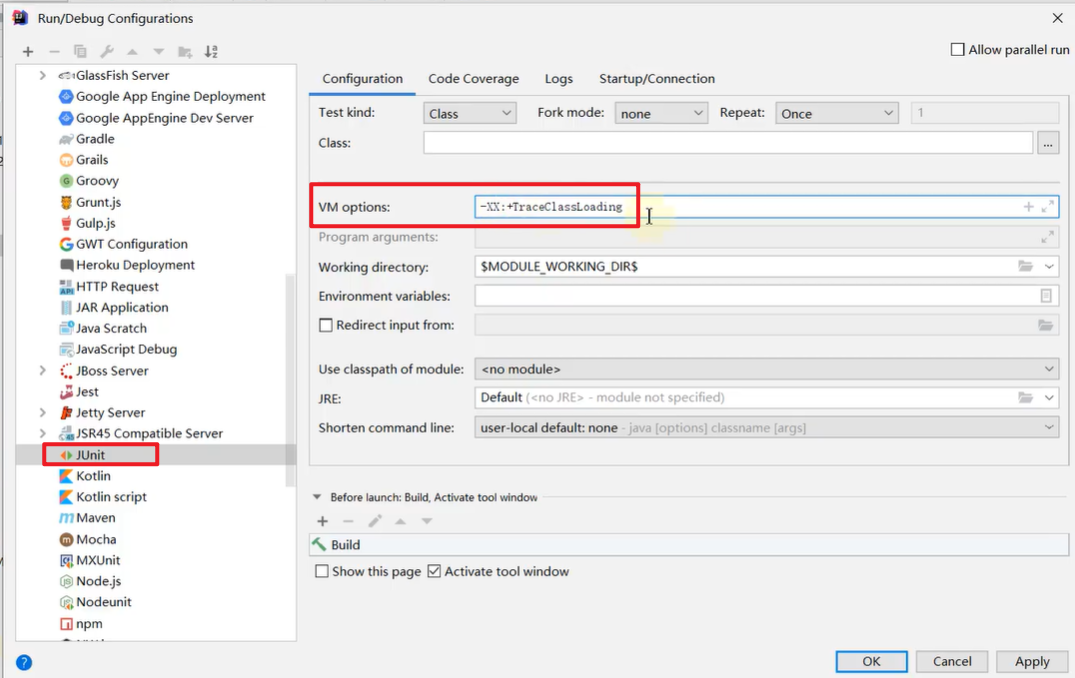 Run/Debug Configurations
Allow parallel run
GlassFish Server
Google App Engine Deployment
Google AppEngine Dev Server
Gradle
Grails
Groovy
Grunt.js
Gulp.js
GWT Configuration
Heroku Deployment
HTTP Request
JAR Application
Java Scratch
JavaScript Debug
JBoss Server
Jest
Jetty Server
JSR45 Compatible Server
JUnit
Kotlin
Kotlin script
Maven
Mocha
MXUnit
Node.js
Nodeunit
npm
Configuration Code Coverage Logs Startup/Connection
Test kind: Class Fork mode: none Repeat: Once 1
Class: ...
VM options: -XX:+TraceClassLoading
Program arguments:
Working directory: $MODULE_WORKING_DIR$
Environment variables:
Redirect input from:
Use classpath of module: <no module>
JRE: Default (<no JRE> - module not specified)
Shorten command line: user-local default: none - java [options] classname [args]
Before launch: Build, Activate tool window
Build
Show this page Activate tool window
? OK Cancel Apply